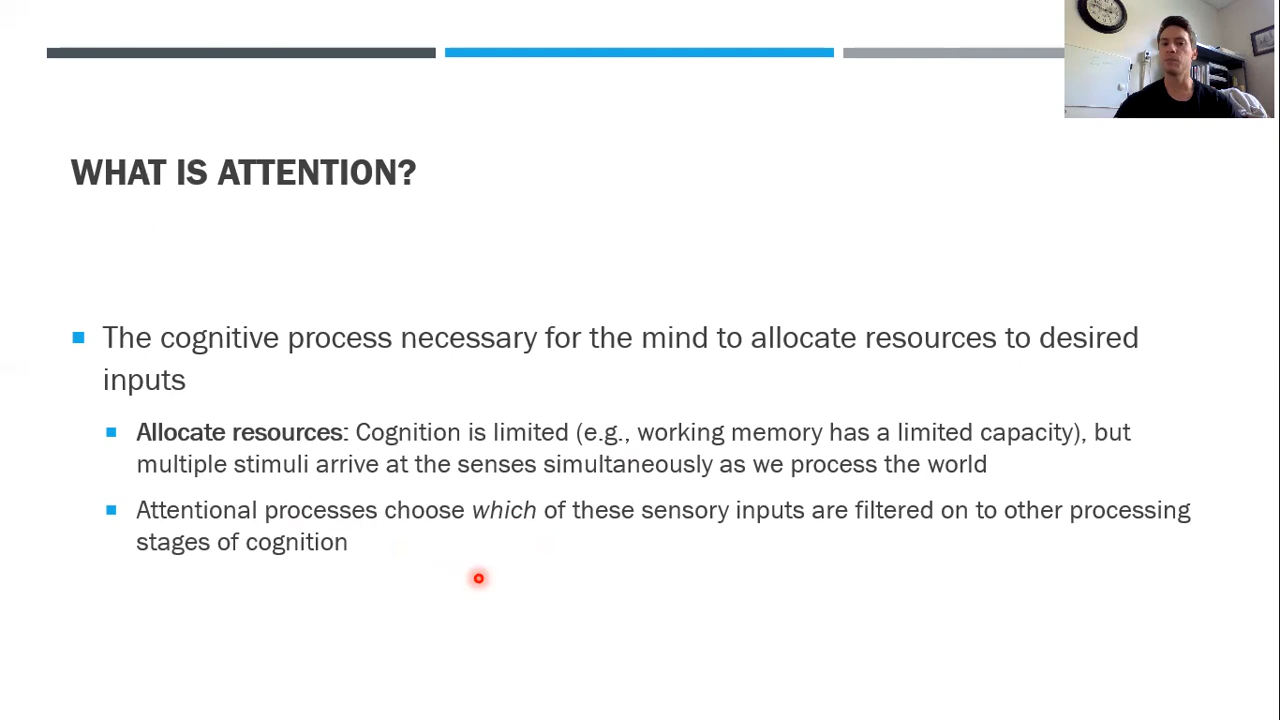 WHAT IS ATTENTION?
The cognitive process necessary for the mind to allocate resources to desired
inputs
Allocate resources: Cognition is limited (e.g., working memory has a limited capacity), but
multiple stimuli arrive at the senses simultaneously as we process the world
Attentional processes choose which of these sensory inputs are filtered on to other processing
stages of cognition